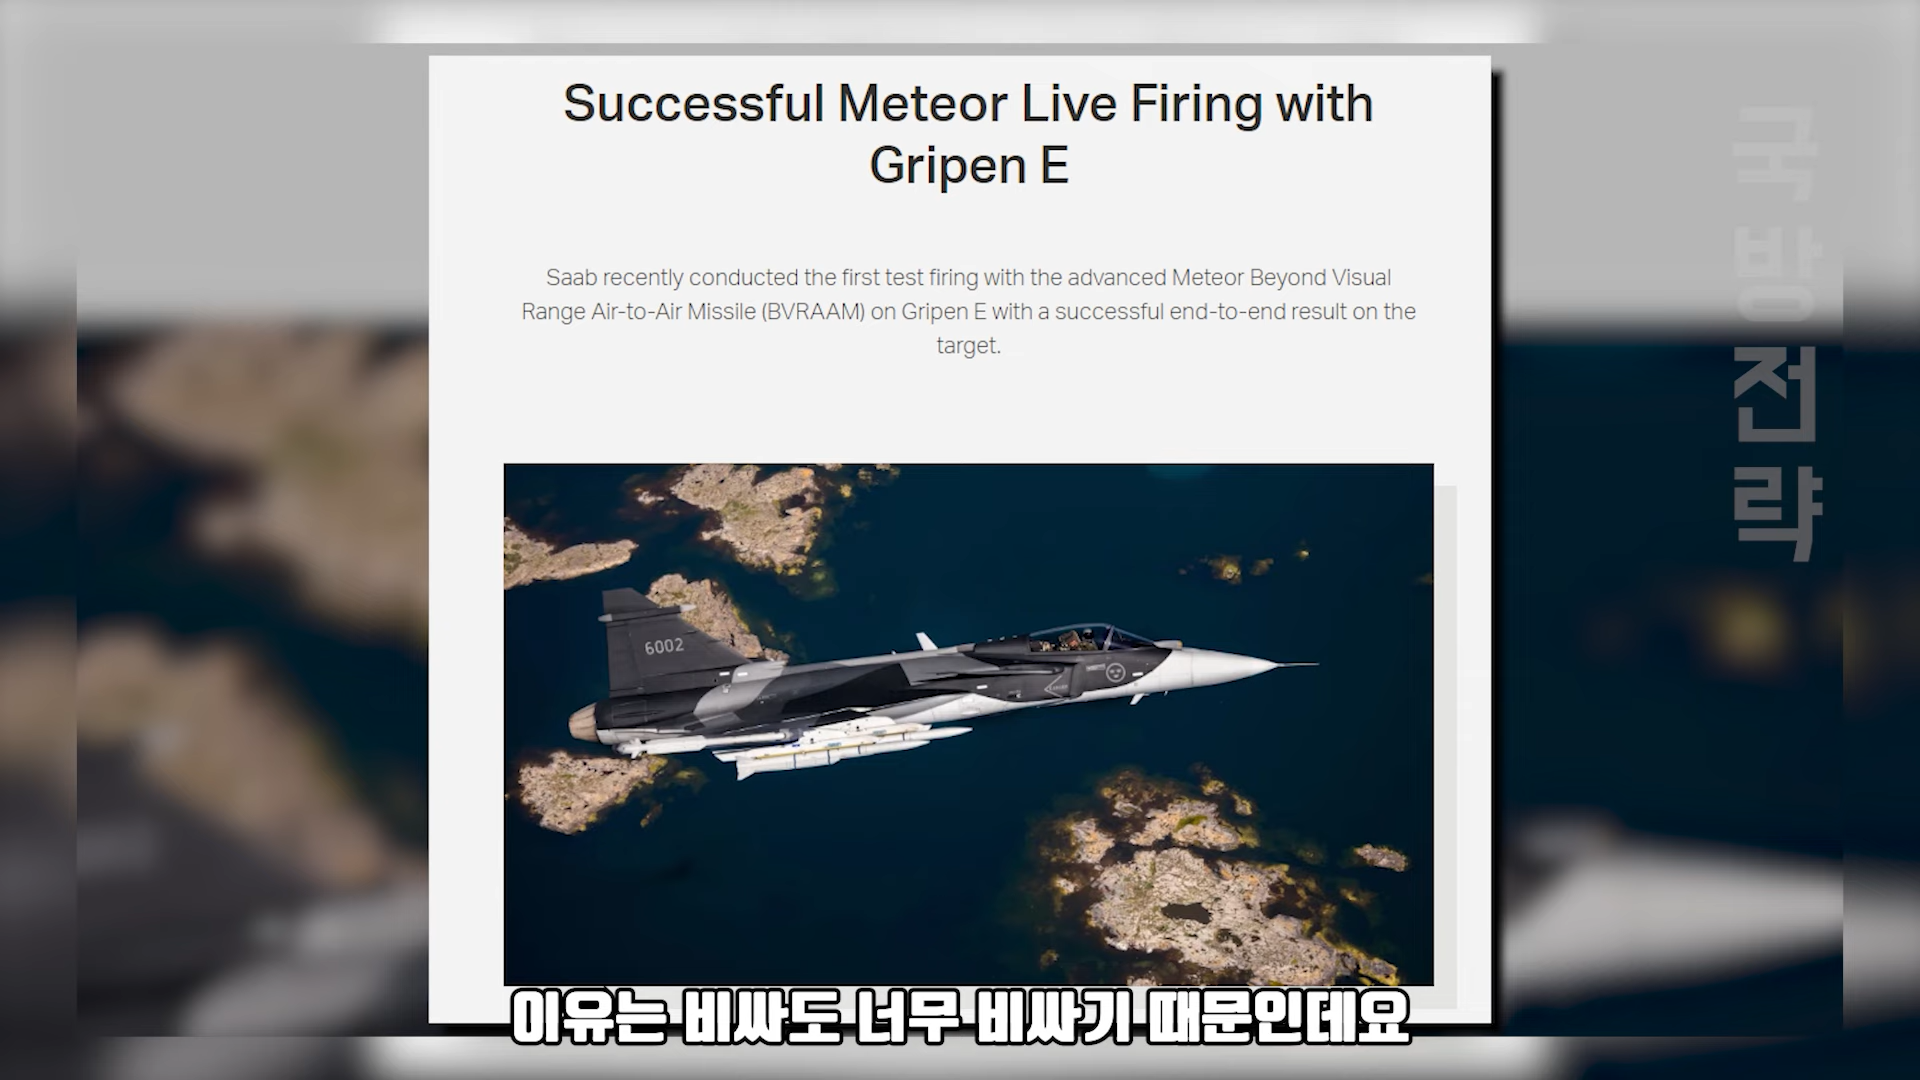 Successful Meteor Live Firing with
Gripen E
Saab recently conducted the first test firing with the advanced Meteor Beyond Visual
Range Air-to-Air Missile (BVRAAM) on Gripen E with a successful end-to-end result on the
target.
국방전략
6002
이유는 비싸도 너무 비싸기 때문인데요